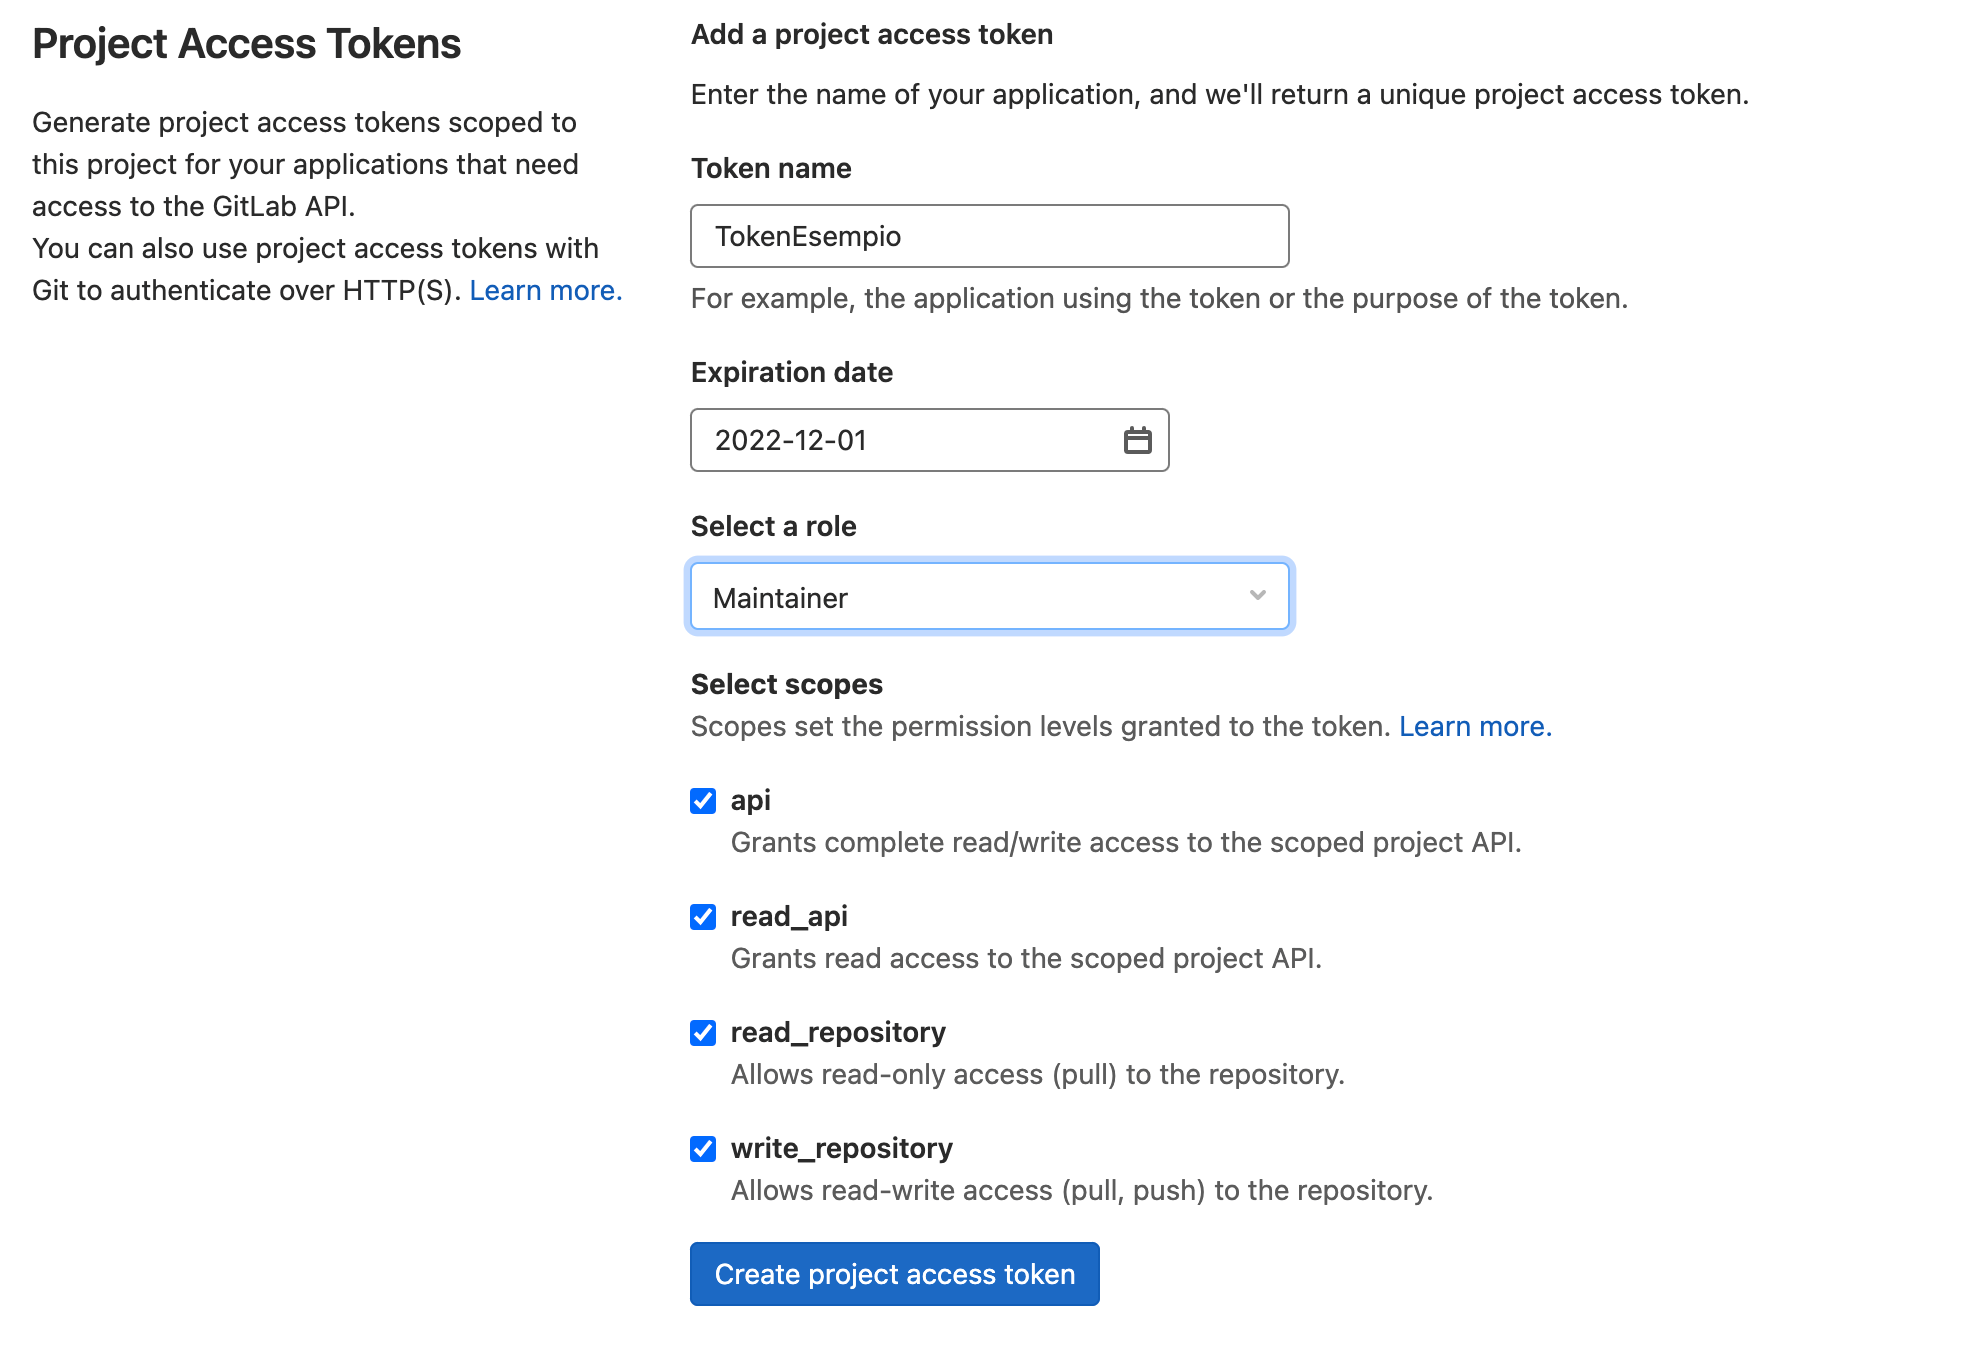 Project Access Tokens
Generate project access tokens scoped to
this project for your applications that need
access to the GitLab API.
You can also use project access tokens with
Git to authenticate over HTTP(S). Learn more.
Add a project access token
Enter the name of your application, and we'll return a unique project access token.
Token name
TokenEsempio
For example, the application using the token or the purpose of the token.
Expiration date
2022-12-01
Select a role
Maintainer
Select scopes
Scopes set the permission levels granted to the token. Learn more.
api
Grants complete read/write access to the scoped project API.
read_api
Grants read access to the scoped project API.
read_repository
Allows read-only access (pull) to the repository.
write_repository
Allows read-write access (pull, push) to the repository.
Create project access token